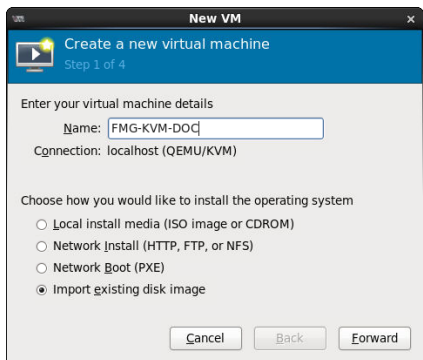 New VM
Create a new virtual machine
Step 1 of 4
Enter your virtual machine details
Name: FMG-KVM-DOC
Connection: localhost (QEMU/KVM)
Choose how you would like to install the operating system
Local install media (ISO image or CDROM)
Network Install (HTTP, FTP, or NFS)
Network Boot (PXE)
Import existing disk image
Cancel Back Forward